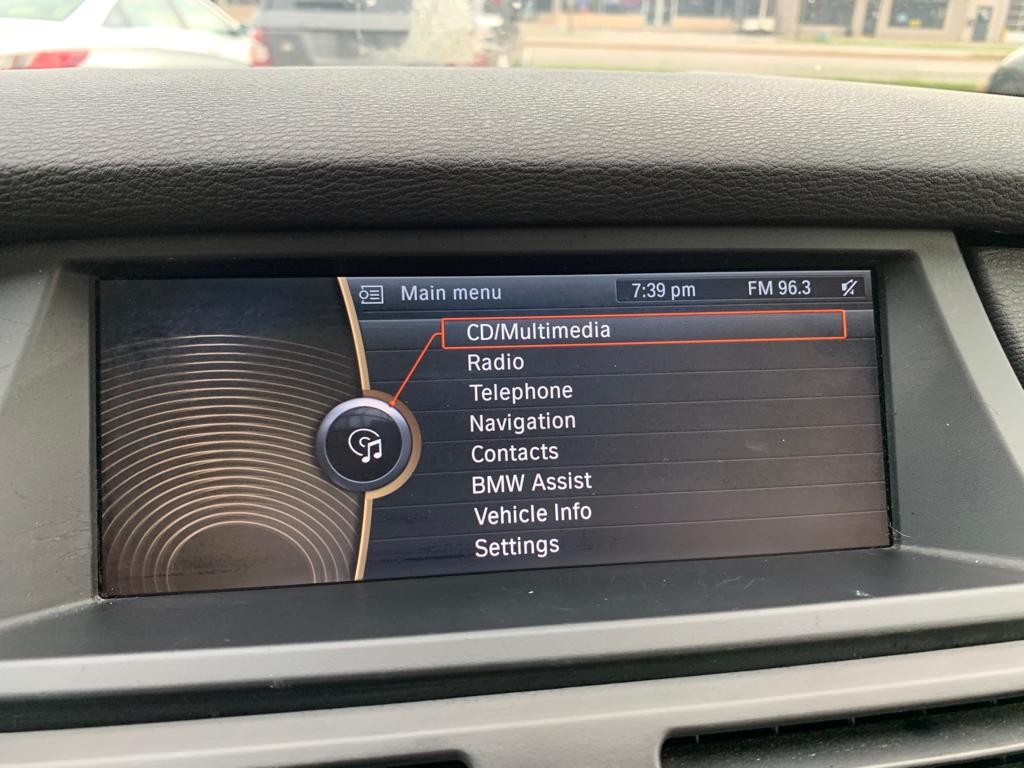 Main menu 7:39 pm FM 96.3
CD/Multimedia
Radio
Telephone
Navigation
Contacts
BMW Assist
Vehicle Info
Settings